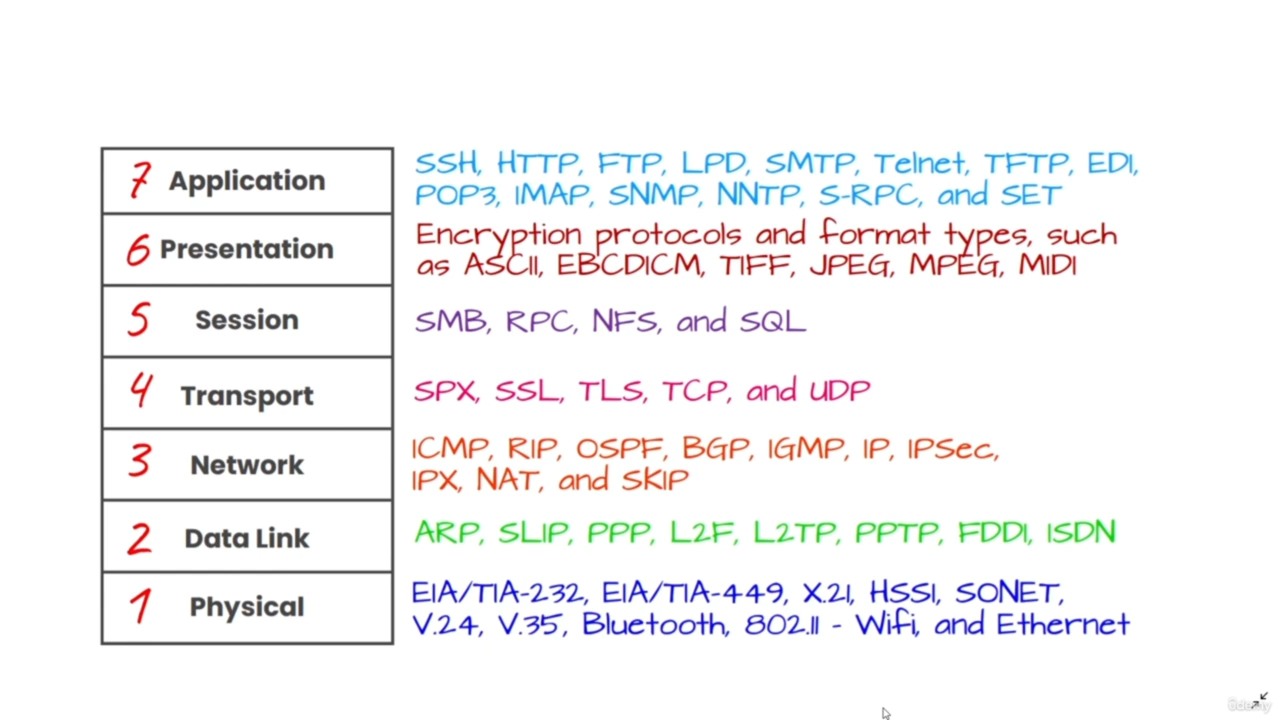 7 Application
SSH, HTTP, FTP, LPD, SMTP, Telnet, TFTP, EDI,
POP3, IMAP, SNMP, NNTP, S-RPC, and SET
6 Presentation
Encryption protocols and format types, such
as ASCII, EBCDICM, TIFF, JPEG, MPEG, MIDI
5 Session
SMB, RPC, NFS, and SQL
4 Transport
SPX, SSL, TLS, TCP, and UDP
3 Network
ICMP, RIP, OSPF, BGP, IGMP, IP, IPSec,
IPX, NAT, and SKIP
2 Data Link
ARP, SLIP, PPP, L2F, L2TP, PPTP, FDDI, ISDN
1 Physical
EIA/TIA-232, EIA/TIA-449, X.21, HSSI, SONET,
V.24, V.35, Bluetooth, 802.11 - Wifi, and Ethernet
Udemy